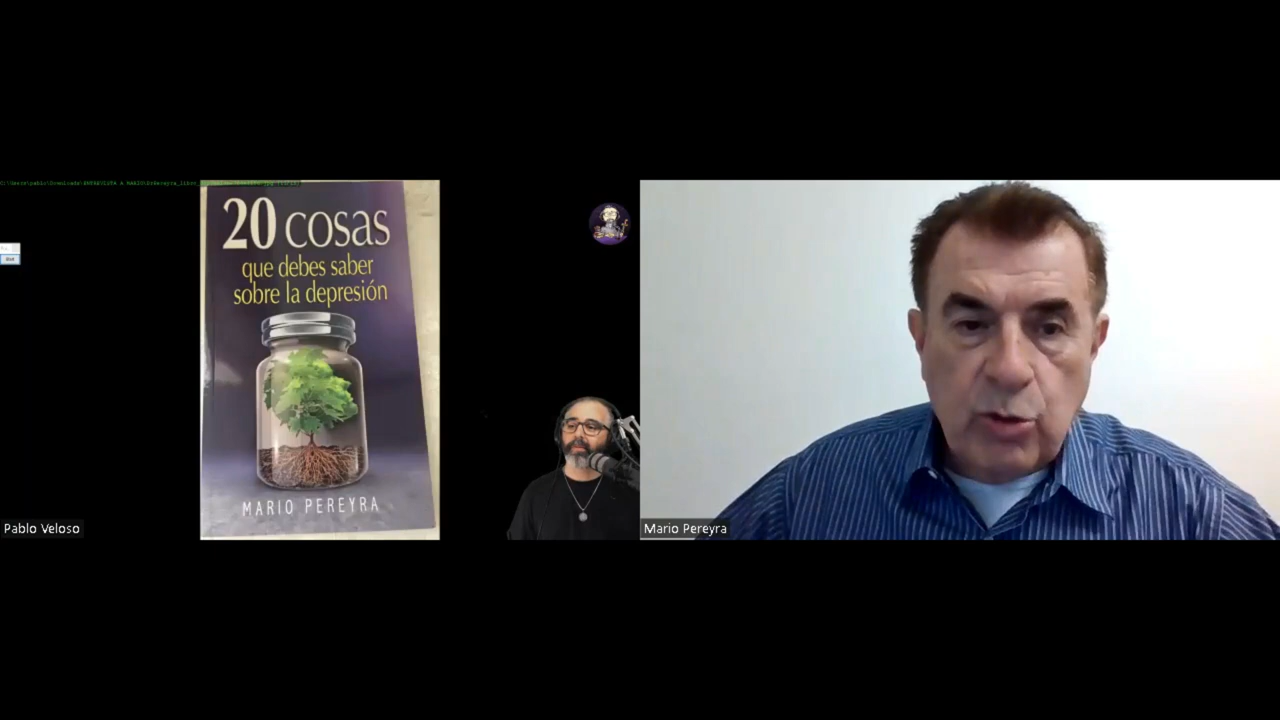 20 cosas
que debes saber
sobre la depresión
MARIO PEREYRA
Pablo Veloso
Mario Pereyra